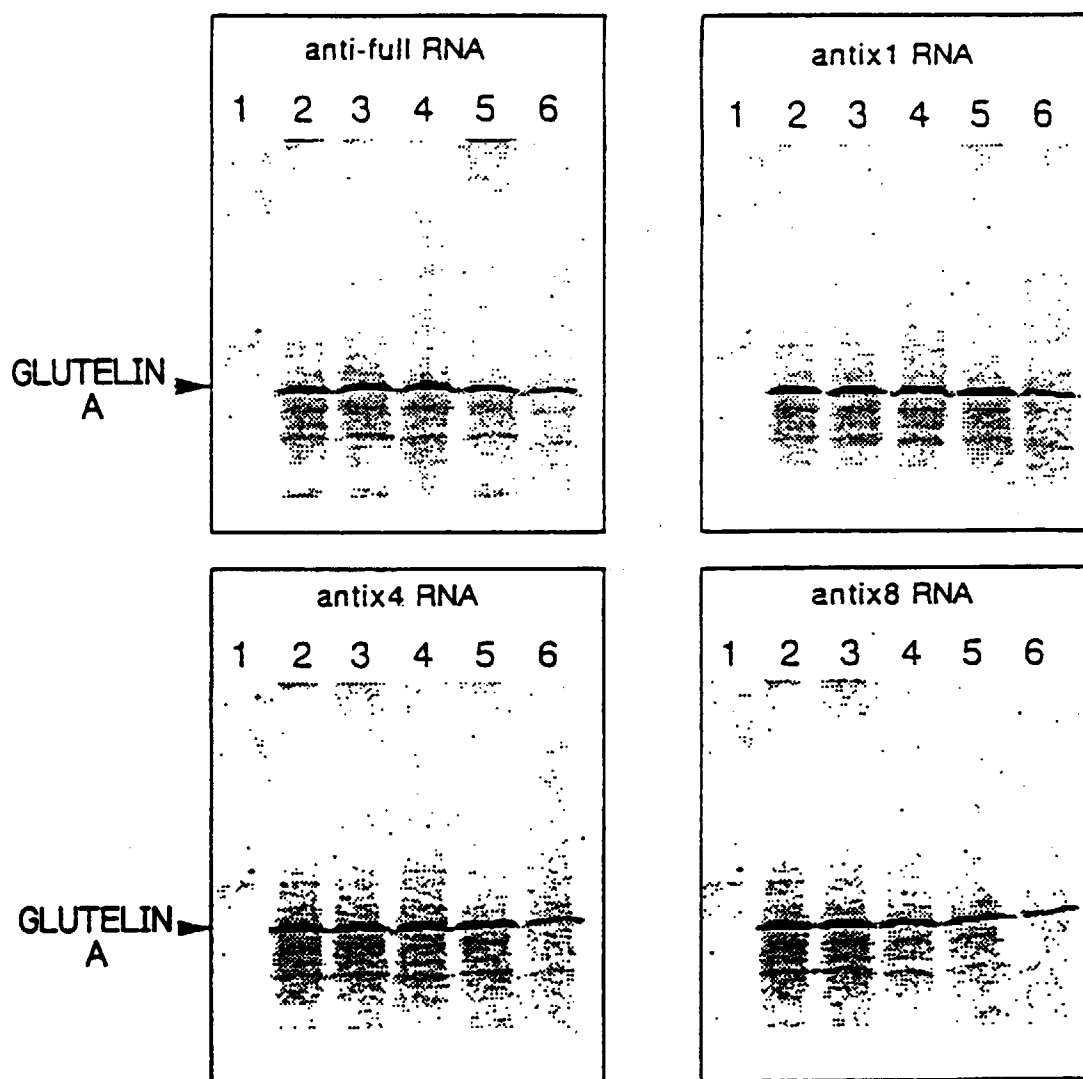 anti-full RNA
1 2 3 4 5 6
antix1 RNA
1 2 3 4 5 6
GLUTELIN
A
antix4 RNA
1 2 3 4 5 6
antix8 RNA
1 2 3 4 5 6
GLUTELIN
A